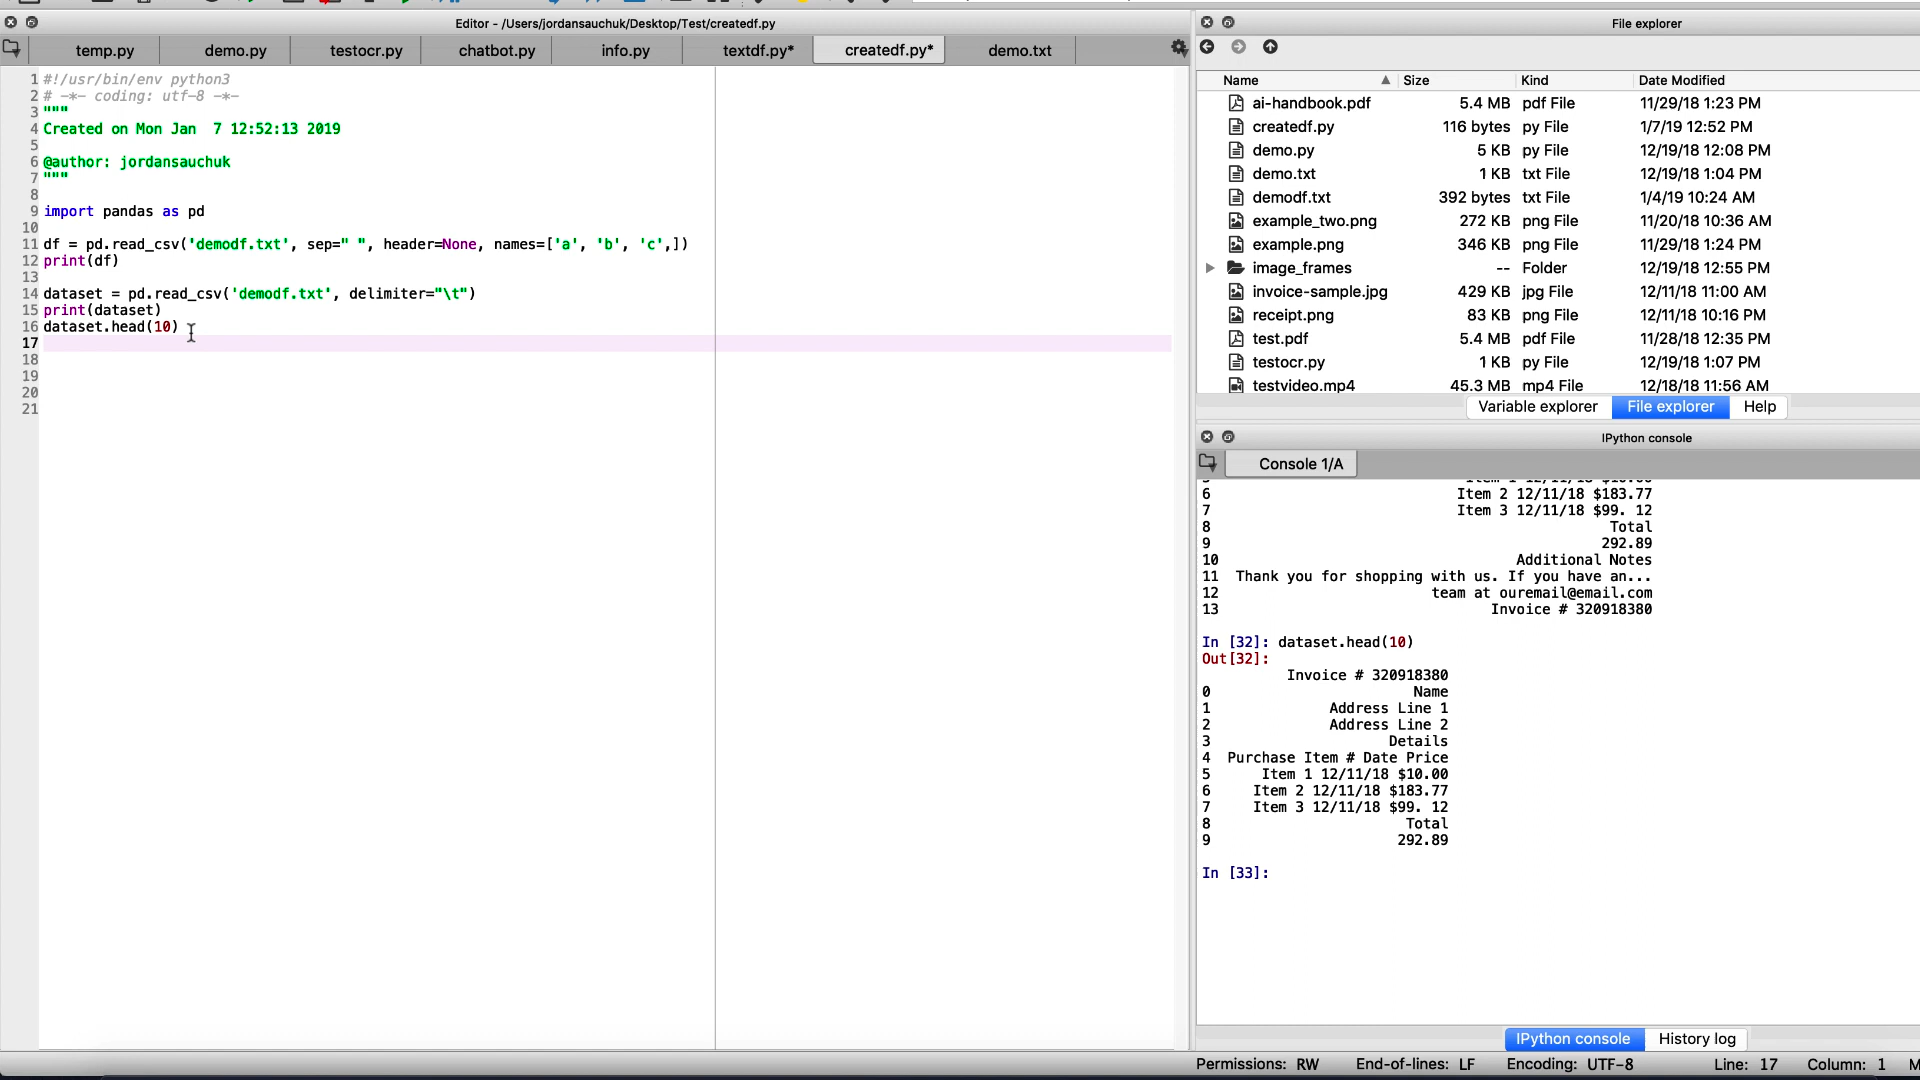 Editor - /Users/jordansauchuk/Desktop/Test/createdf.py
temp.py demo.py testocr.py chatbot.py info.py textdf.py* createdf.py* demo.txt
1 #!/usr/bin/env python3
2 # -*- coding: utf-8 -*-
3 """
4 Created on Mon Jan  7 12:52:13 2019
5
6 @author: jordansauchuk
7 """
8
9 import pandas as pd
10
11 df = pd.read_csv('demodf.txt', sep=" ", header=None, names=['a', 'b', 'c',])
12 print(df)
13
14 dataset = pd.read_csv('demodf.txt', delimiter="\t")
15 print(dataset)
16 dataset.head(10)
17
18
19
20
21
File explorer
Name Size Kind Date Modified
ai-handbook.pdf 5.4 MB pdf File 11/29/18 1:23 PM
createdf.py 116 bytes py File 1/7/19 12:52 PM
demo.py 5 KB py File 12/19/18 12:08 PM
demo.txt 1 KB txt File 12/19/18 1:04 PM
demodf.txt 392 bytes txt File 1/4/19 10:24 AM
example_two.png 272 KB png File 11/20/18 10:36 AM
example.png 346 KB png File 11/29/18 1:24 PM
image_frames -- Folder 12/19/18 12:55 PM
invoice-sample.jpg 429 KB jpg File 12/11/18 11:00 AM
receipt.png 83 KB png File 12/11/18 10:16 PM
test.pdf 5.4 MB pdf File 11/28/18 12:35 PM
testocr.py 1 KB py File 12/19/18 1:07 PM
testvideo.mp4 45.3 MB mp4 File 12/18/18 11:56 AM
Variable explorer File explorer Help
IPython console
Console 1/A
6 Item 2 12/11/18 $183.77
7 Item 3 12/11/18 $99. 12
8 Total
9 292.89
10 Additional Notes
11 Thank you for shopping with us. If you have an...
12 team at ouremail@email.com
13 Invoice # 320918380
In [32]: dataset.head(10)
Out[32]:
Invoice # 320918380
0 Name
1 Address Line 1
2 Address Line 2
3 Details
4 Purchase Item # Date Price
5 Item 1 12/11/18 $10.00
6 Item 2 12/11/18 $183.77
7 Item 3 12/11/18 $99. 12
8 Total
9 292.89
In [33]:
IPython console History log
Permissions: RW End-of-lines: LF Encoding: UTF-8 Line: 17 Column: 1